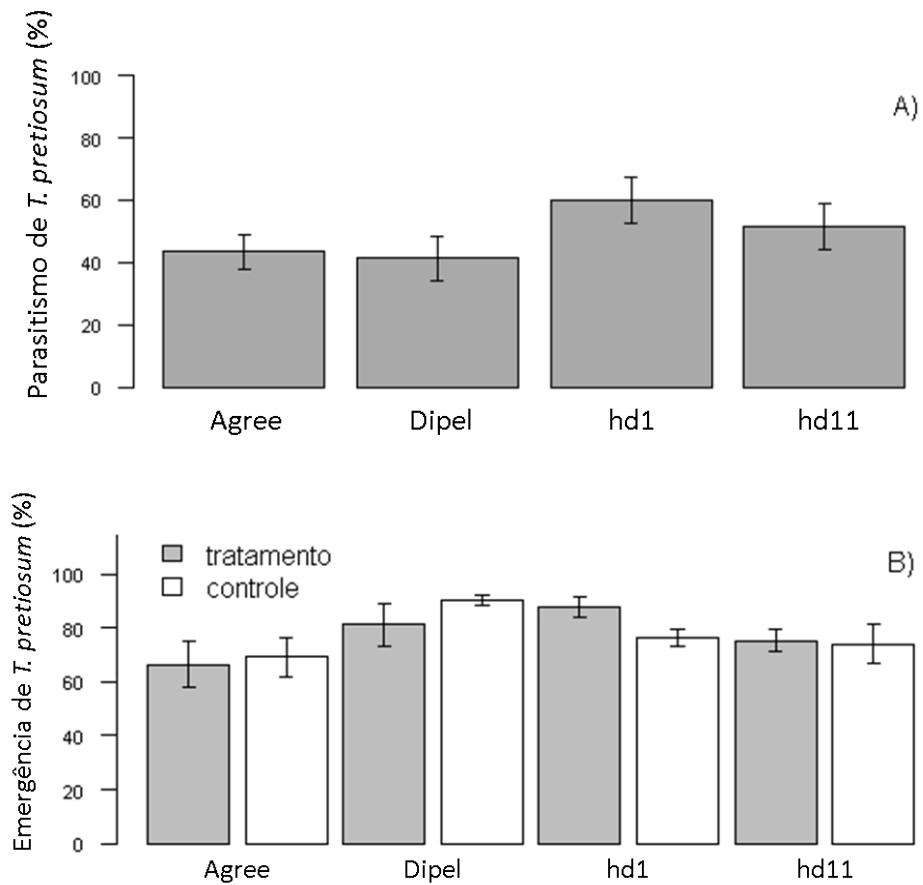 Parasitismo de T. pretiosum (%)
100
80
60
40
20
0
A)
Agree Dipel hd1 hd11
Emergência de T. pretiosum (%)
100
80
60
40
20
0
tratamento
controle
B)
Agree Dipel hd1 hd11